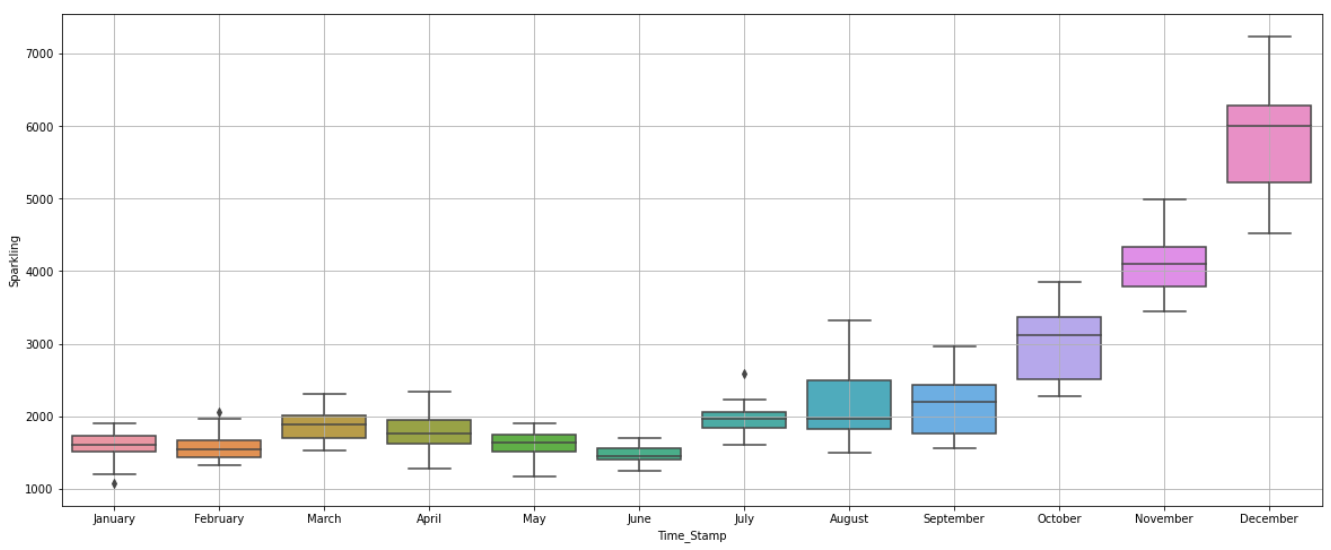 Sparkling
7000
6000
5000
4000
3000
2000
1000
January February March April May June July August September October November December
Time_Stamp